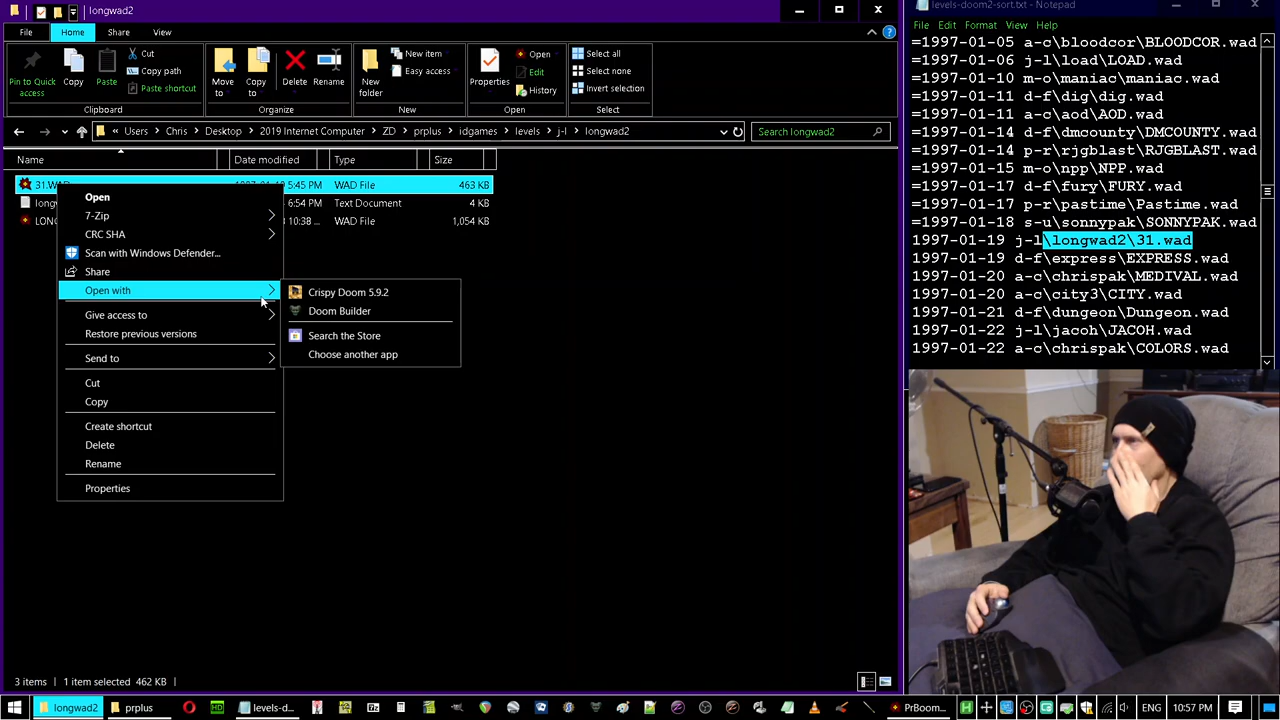 longwad2
File Home Share View
Pin to Quick access
Copy
Paste
Cut
Copy path
Paste shortcut
Clipboard
Move to
Copy to
Delete
Rename
Organize
New folder
New item
Easy access
New
Properties
Open
Edit
History
Open
Select all
Select none
Invert selection
Select
« Users > Chris > Desktop > 2019 Internet Computer > ZD > prplus > idgames > levels > j-l > longwad2
Search longwad2
Name Date modified Type Size
5:45 PM WAD File 463 KB
6:54 PM Text Document 4 KB
10:38 WAD File 1,054 KB
Open
7-Zip
CRC SHA
Scan with Windows Defender...
Share
Open with
Give access to
Restore previous versions
Send to
Cut
Copy
Create shortcut
Delete
Rename
Properties
Crispy Doom 5.9.2
Doom Builder
Search the Store
Choose another app
3 items 1 item selected 462 KB
levels-doom2-sort.txt - Notepad
File Edit Format View Help
=1997-01-05 a-c\bloodcor\BLOODCOR.wad
=1997-01-06 j-l\load\LOAD.wad
=1997-01-10 m-o\maniac\maniac.wad
=1997-01-11 d-f\dig\dig.wad
=1997-01-11 a-c\aod\AOD.wad
=1997-01-14 d-f\dmcounty\DMCOUNTY.wad
=1997-01-14 p-r\rjgblast\RJGBLAST.wad
=1997-01-15 m-o\npp\NPP.wad
=1997-01-17 d-f\fury\FURY.wad
=1997-01-17 p-r\pastime\Pastime.wad
=1997-01-18 s-u\sonnypak\SONNYPAK.wad
1997-01-19 j-l\longwad2\31.wad
1997-01-19 d-f\express\EXPRESS.wad
1997-01-20 a-c\chrispak\MEDIVAL.wad
1997-01-20 a-c\city3\CITY.wad
1997-01-21 d-f\dungeon\Dungeon.wad
1997-01-22 j-l\jacoh\JACOH.wad
1997-01-22 a-c\chrispak\COLORS.wad
longwad2 prplus levels-d... PrBoom... ENG 10:57 PM